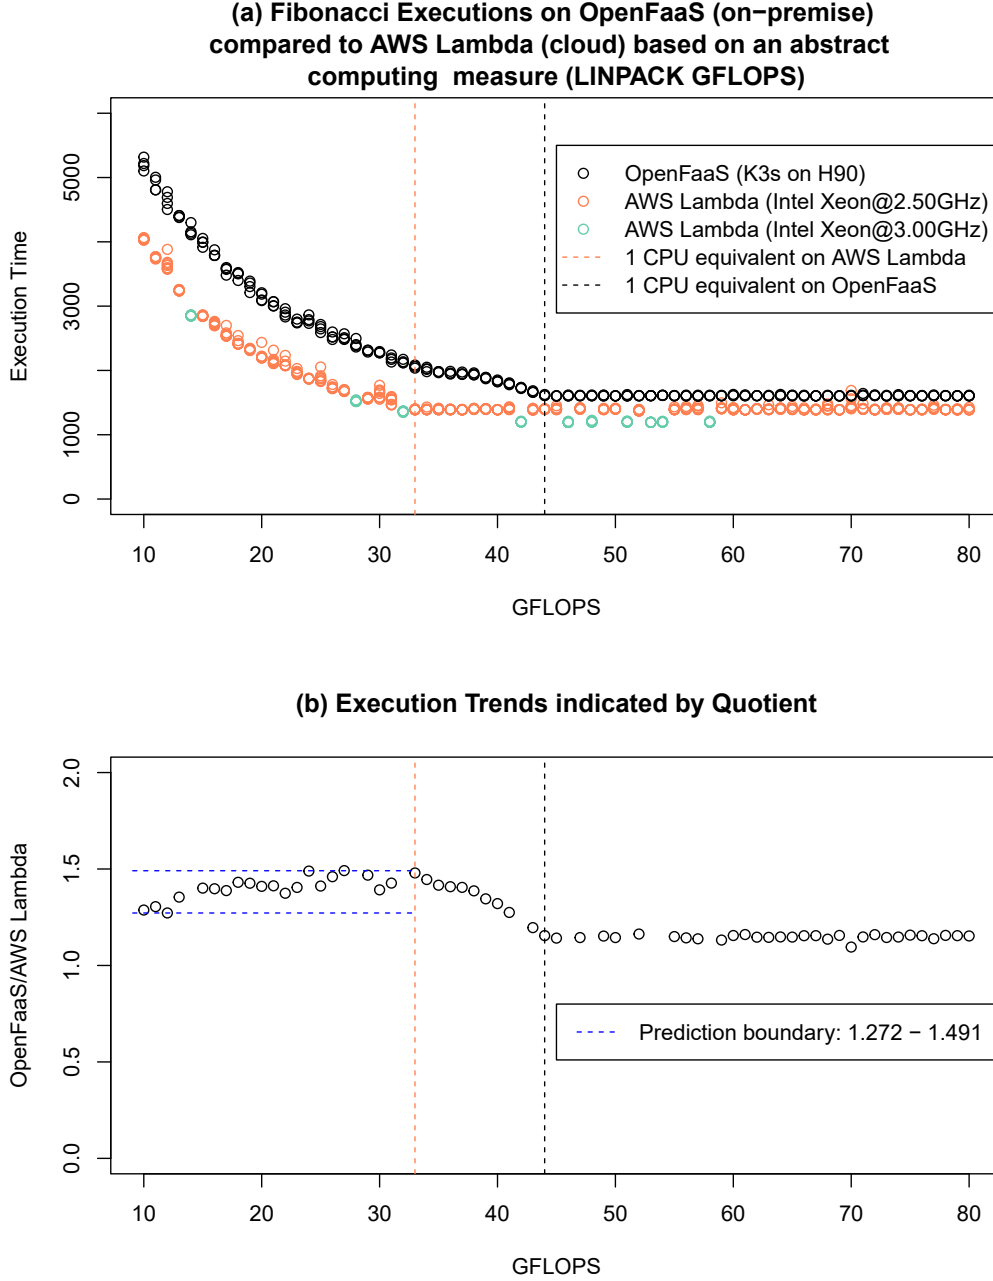 (a) Fibonacci Executions on OpenFaaS (on−premise)
compared to AWS Lambda (cloud) based on an abstract
computing measure (LINPACK GFLOPS)
Execution Time
5000
3000
1000
0
OpenFaaS (K3s on H90)
AWS Lambda (Intel Xeon@2.50GHz)
AWS Lambda (Intel Xeon@3.00GHz)
1 CPU equivalent on AWS Lambda
1 CPU equivalent on OpenFaaS
10 20 30 40 50 60 70 80
GFLOPS
(b) Execution Trends indicated by Quotient
OpenFaaS/AWS Lambda
2.0
1.5
1.0
0.5
0.0
Prediction boundary: 1.272 − 1.491
10 20 30 40 50 60 70 80
GFLOPS